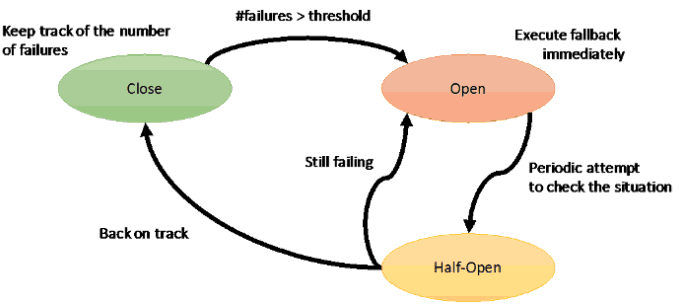 #failures > threshold
Keep track of the number
of failures
Execute fallback
immediately
Close
Open
Still failing
Periodic attempt
to check the situation
Back on track
Half-Open